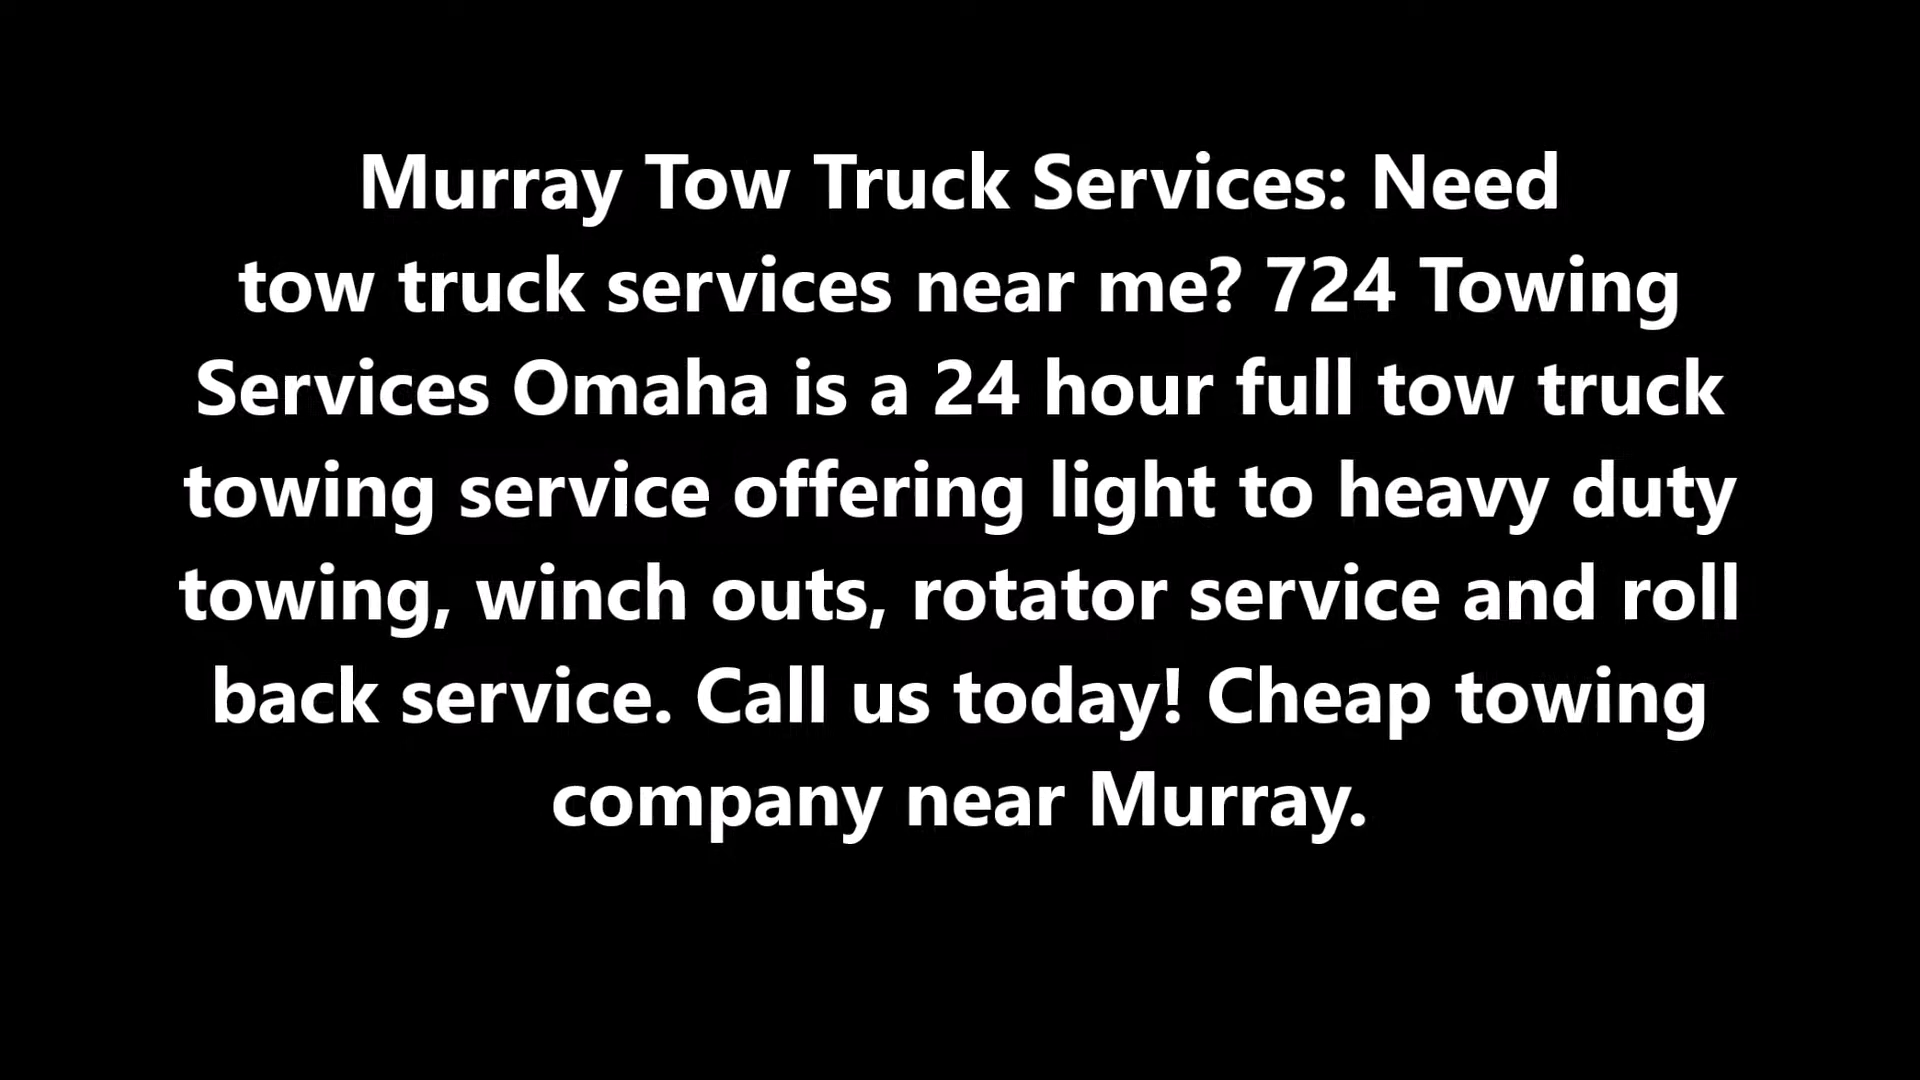 Murray Tow Truck Services: Need
tow truck services near me? 724 Towing
Services Omaha is a 24 hour full tow truck
towing service offering light to heavy duty
towing, winch outs, rotator service and roll
back service. Call us today! Cheap towing
company near Murray.